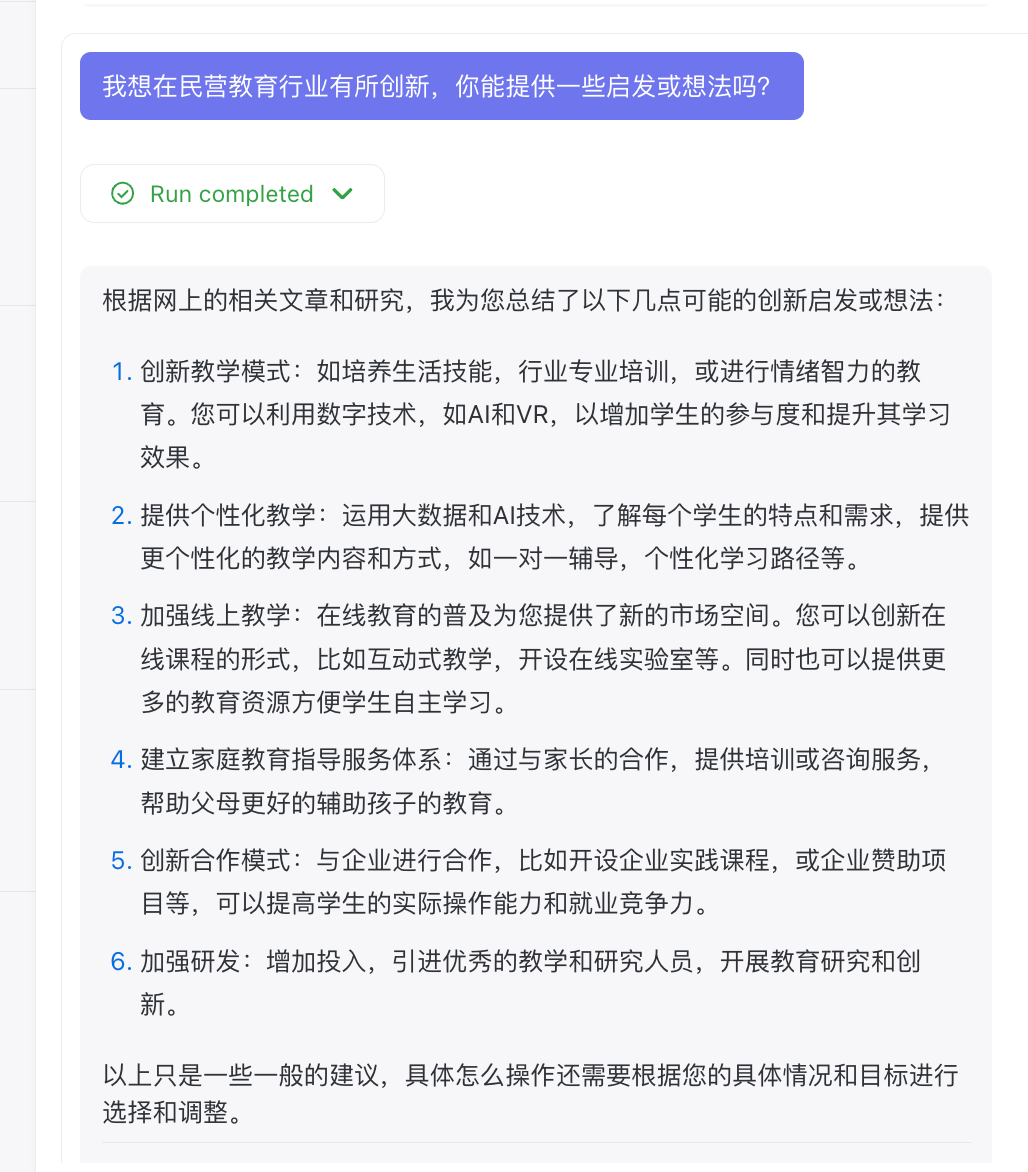 我想在民营教育行业有所创新，你能提供一些启发或想法吗？
Run completed
根据网上的相关文章和研究，我为您总结了以下几点可能的创新启发或想法：
1. 创新教学模式：如培养生活技能，行业专业培训，或进行情绪智力的教
育。您可以利用数字技术，如AI和VR，以增加学生的参与度和提升其学习
效果。
2. 提供个性化教学：运用大数据和AI技术，了解每个学生的特点和需求，提供
更个性化的教学内容和方式，如一对一辅导，个性化学习路径等。
3. 加强线上教学：在线教育的普及为您提供了新的市场空间。您可以创新在
线课程的形式，比如互动式教学，开设在线实验室等。同时也可以提供更
多的教育资源方便学生自主学习。
4. 建立家庭教育指导服务体系：通过与家长的合作，提供培训或咨询服务，
帮助父母更好的辅助孩子的教育。
5. 创新合作模式：与企业进行合作，比如开设企业实践课程，或企业赞助项
目等，可以提高学生的实际操作能力和就业竞争力。
6. 加强研发：增加投入，引进优秀的教学和研究人员，开展教育研究和创
新。
以上只是一些一般的建议，具体怎么操作还需要根据您的具体情况和目标进行
选择和调整。